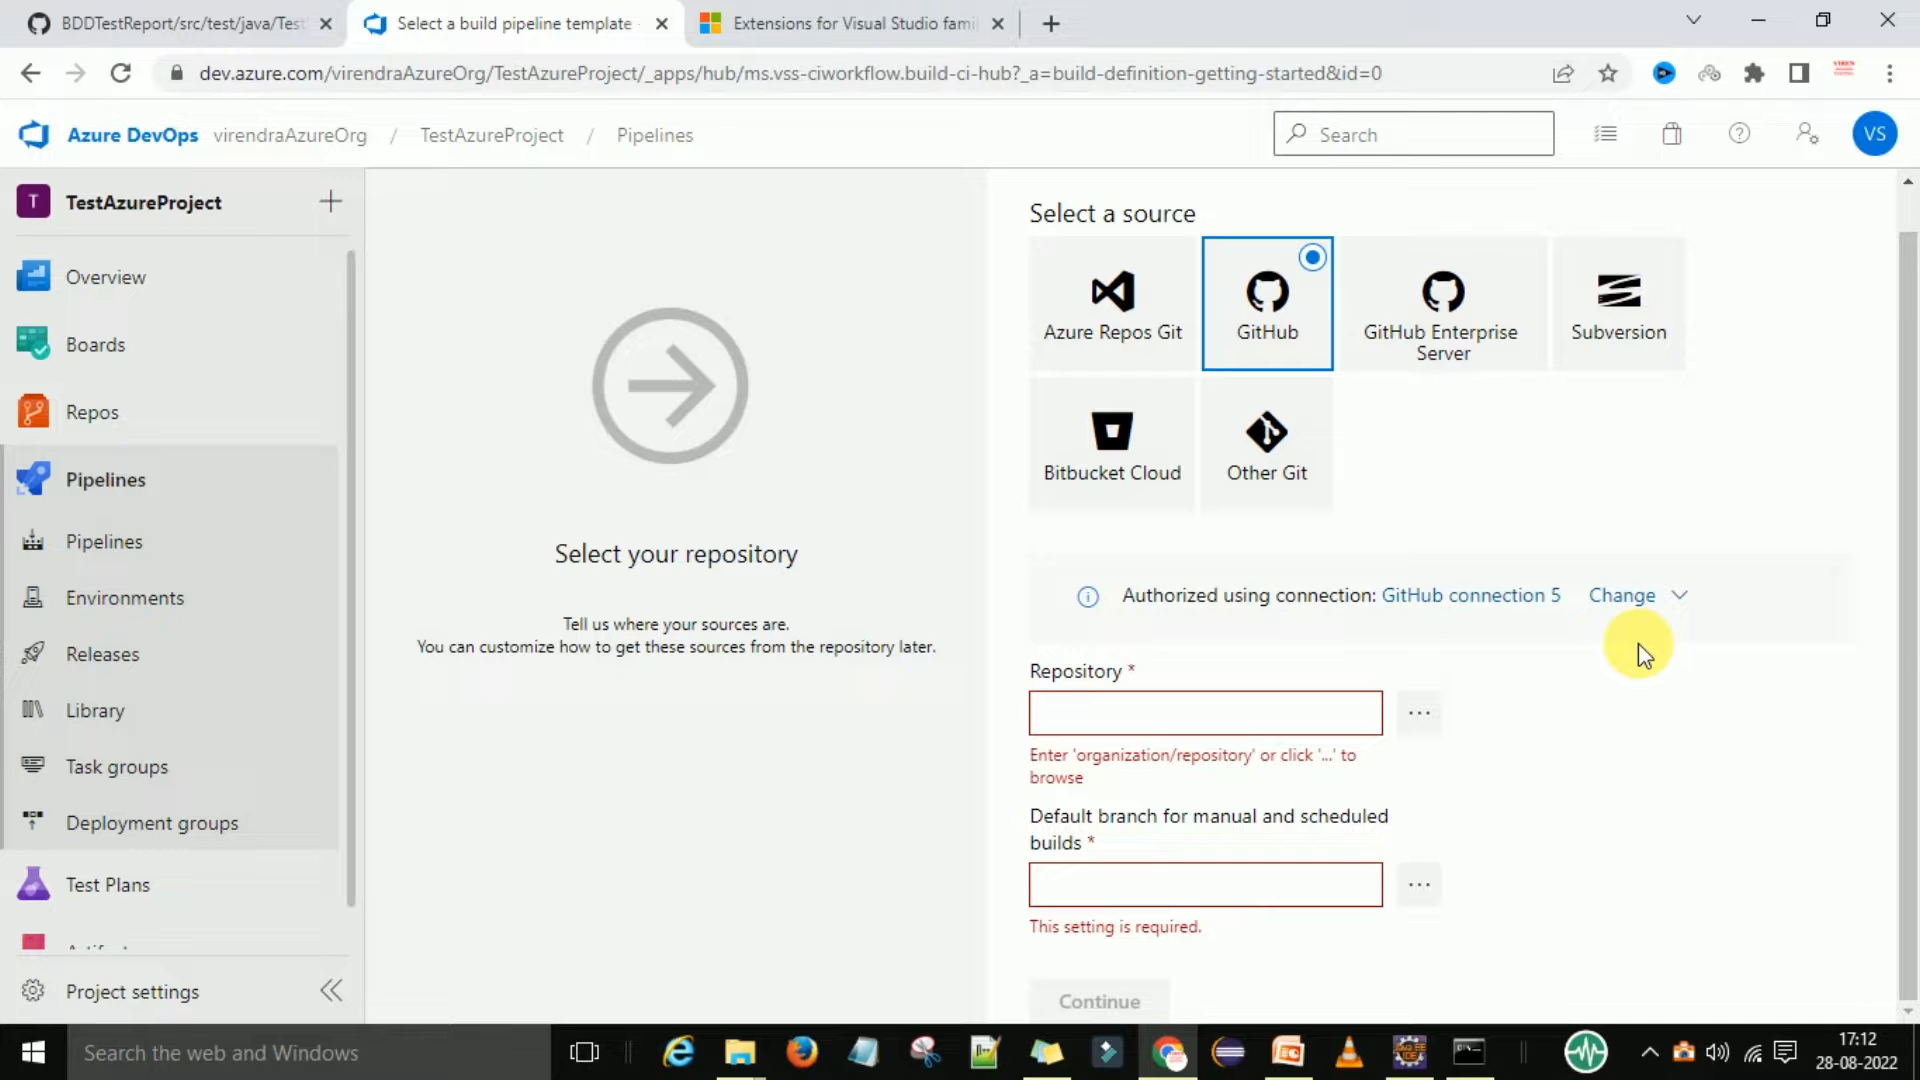 BDDTestReport/src/test/java/Test
Select a build pipeline template
Extensions for Visual Studio fami
dev.azure.com/virendraAzureOrg/TestAzureProject/_apps/hub/ms.vss-ciworkflow.build-ci-hub?_a=build-definition-getting-started&id=0
VIREN
Azure DevOps virendraAzureOrg / TestAzureProject / Pipelines
Search
VS
T TestAzureProject
Overview
Boards
Repos
Pipelines
Pipelines
Environments
Releases
Library
Task groups
Deployment groups
Test Plans
Project settings
Select your repository
Tell us where your sources are.
You can customize how to get these sources from the repository later.
Select a source
Azure Repos Git
GitHub
GitHub Enterprise
Server
Subversion
Bitbucket Cloud
Other Git
Authorized using connection: GitHub connection 5 Change
Repository *
...
Enter 'organization/repository' or click '...' to
browse
Default branch for manual and scheduled
builds *
...
This setting is required.
Continue
Search the web and Windows
17:12
28-08-2022